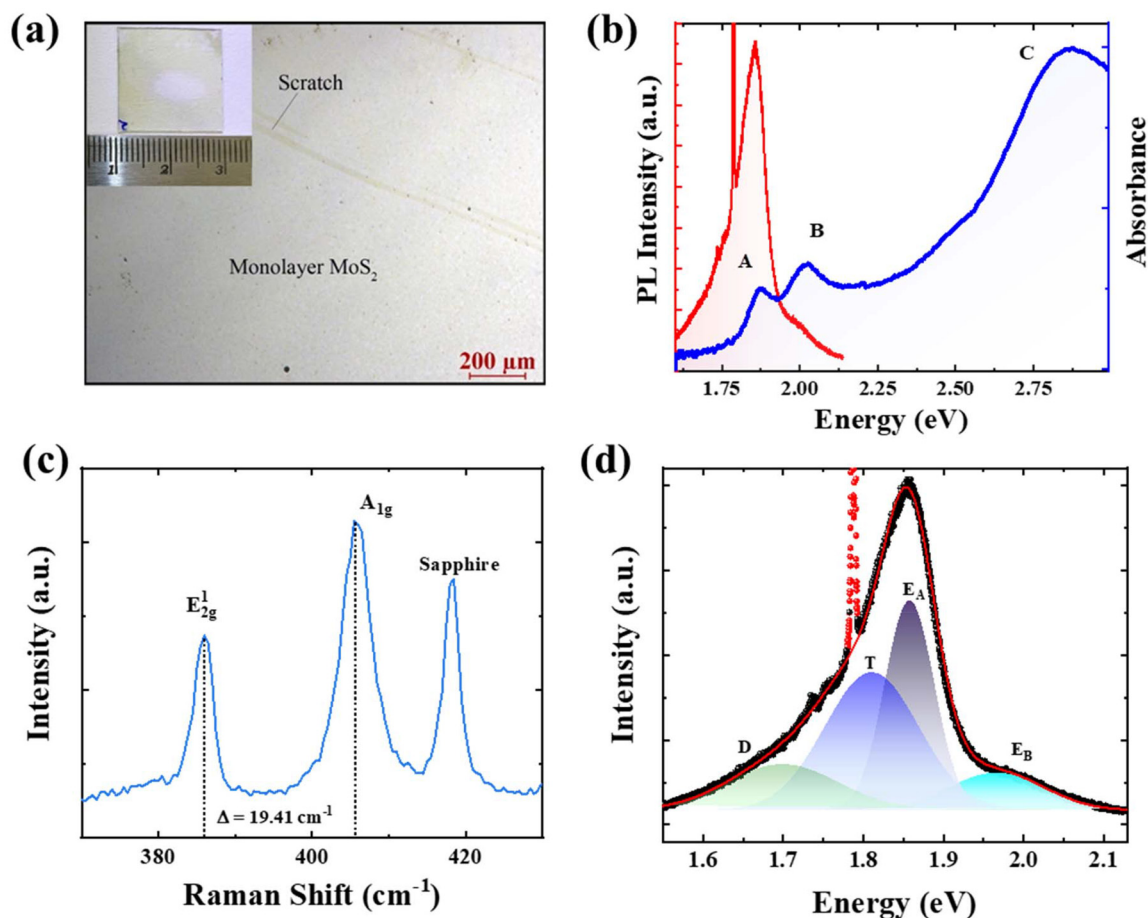 (a)
Scratch
1 2 3
Monolayer MoS₂
200 μm
(b)
PL Intensity (a.u.)
A
B
C
Absorbance
1.75 2.00 2.25 2.50 2.75
Energy (eV)
(c)
Intensity (a.u.)
E¹₂g
A₁g
Sapphire
Δ = 19.41 cm⁻¹
380 400 420
Raman Shift (cm⁻¹)
(d)
Intensity (a.u.)
D
T
E_A
E_B
1.6 1.7 1.8 1.9 2.0 2.1
Energy (eV)